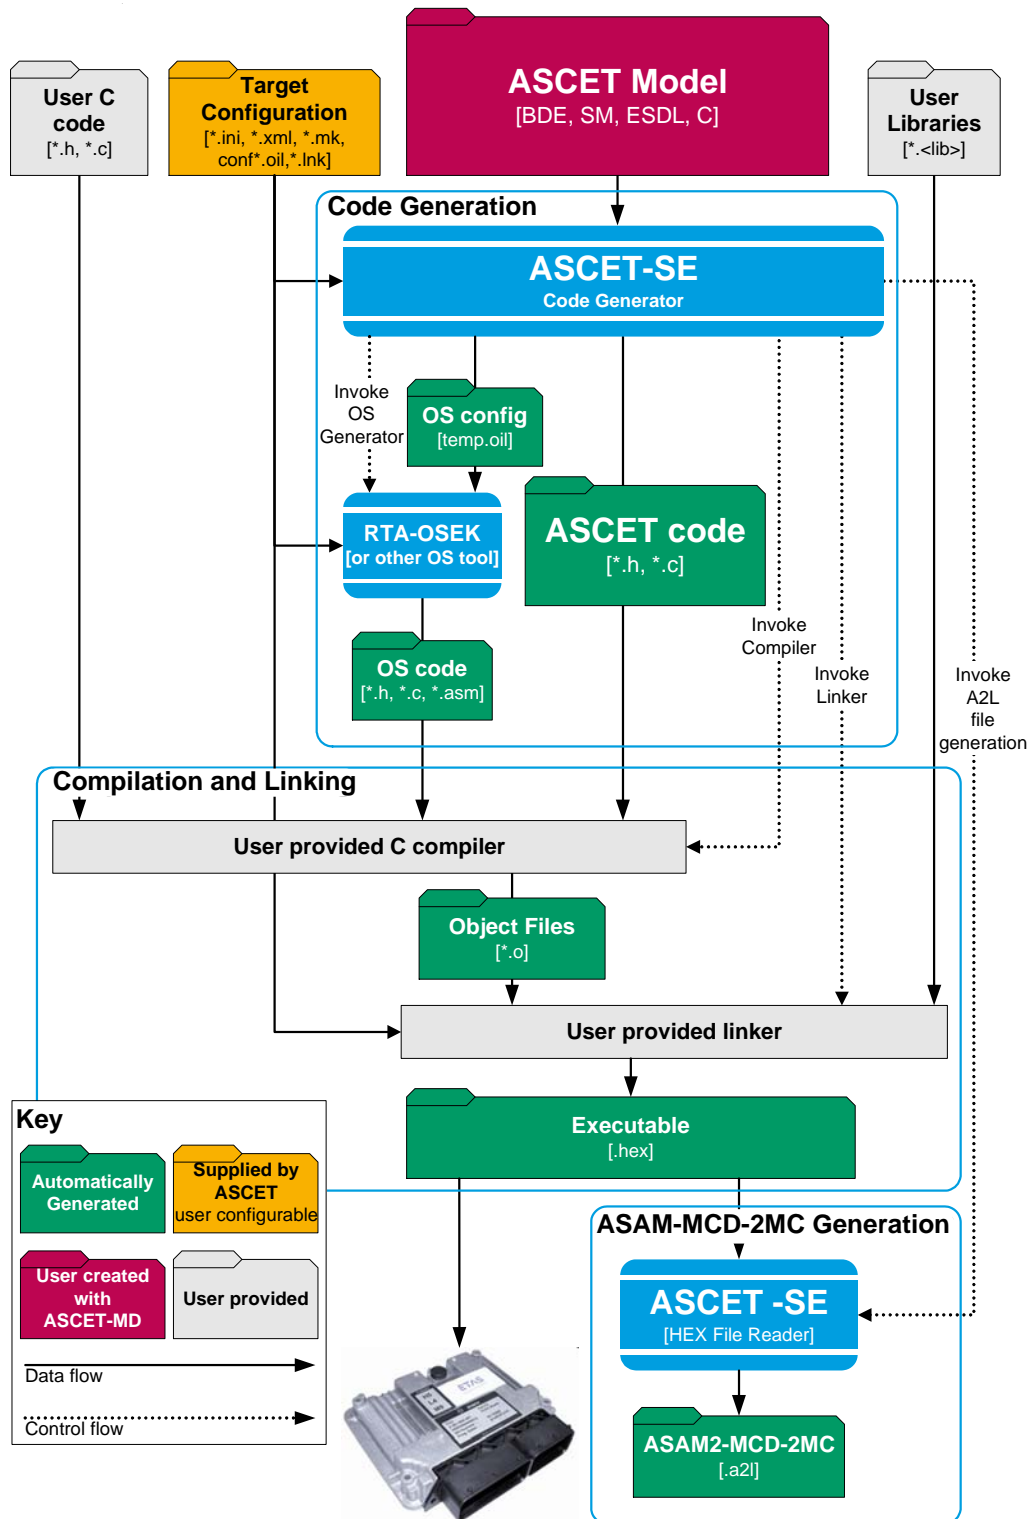 User C
code
[*.h, *.c]
Target
Configuration
[*.ini, *.xml, *.mk,
conf*.oil,*.lnk]
ASCET Model
[BDE, SM, ESDL, C]
User
Libraries
[*.<lib>]
Code Generation
ASCET-SE
Code Generator
Invoke
OS
Generator
OS config
[temp.oil]
RTA-OSEK
[or other OS tool]
ASCET code
[*.h, *.c]
OS code
[*.h, *.c, *.asm]
Invoke
Compiler
Invoke
Linker
Invoke
A2L
file
generation
Compilation and Linking
User provided C compiler
Object Files
[*.o]
User provided linker
Executable
[.hex]
Key
Automatically
Generated
Supplied by
ASCET
user configurable
User created
with
ASCET-MD
User provided
Data flow
Control flow
ASAM-MCD-2MC Generation
ASCET -SE
[HEX File Reader]
ASAM2-MCD-2MC
[.a2l]
ETAS